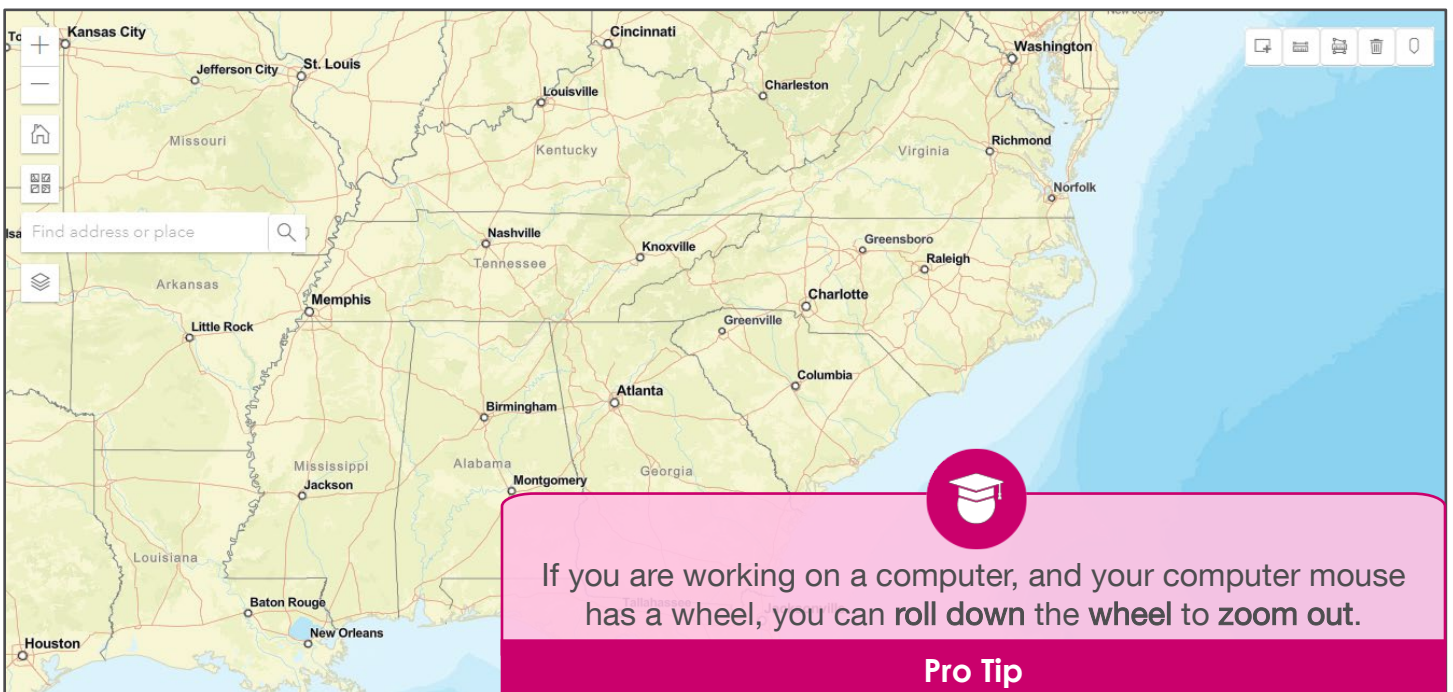 Kansas City
Cincinnati
Washington
Jefferson City
St. Louis
Charleston
Louisville
Missouri
Richmond
Kentucky
Virginia
Norfolk
Find address or place
Nashville
Greensboro
Knoxville
Raleigh
Tennessee
Arkansas
Charlotte
Memphis
Greenville
Little Rock
Columbia
Atlanta
Birmingham
Mississippi
Alabama
Georgia
Jackson
Montgomery
Louisiana
If you are working on a computer, and your computer mouse
has a wheel, you can roll down the wheel to zoom out.
Tallahassee
Baton Rouge
New Orleans
Houston
Pro Tip